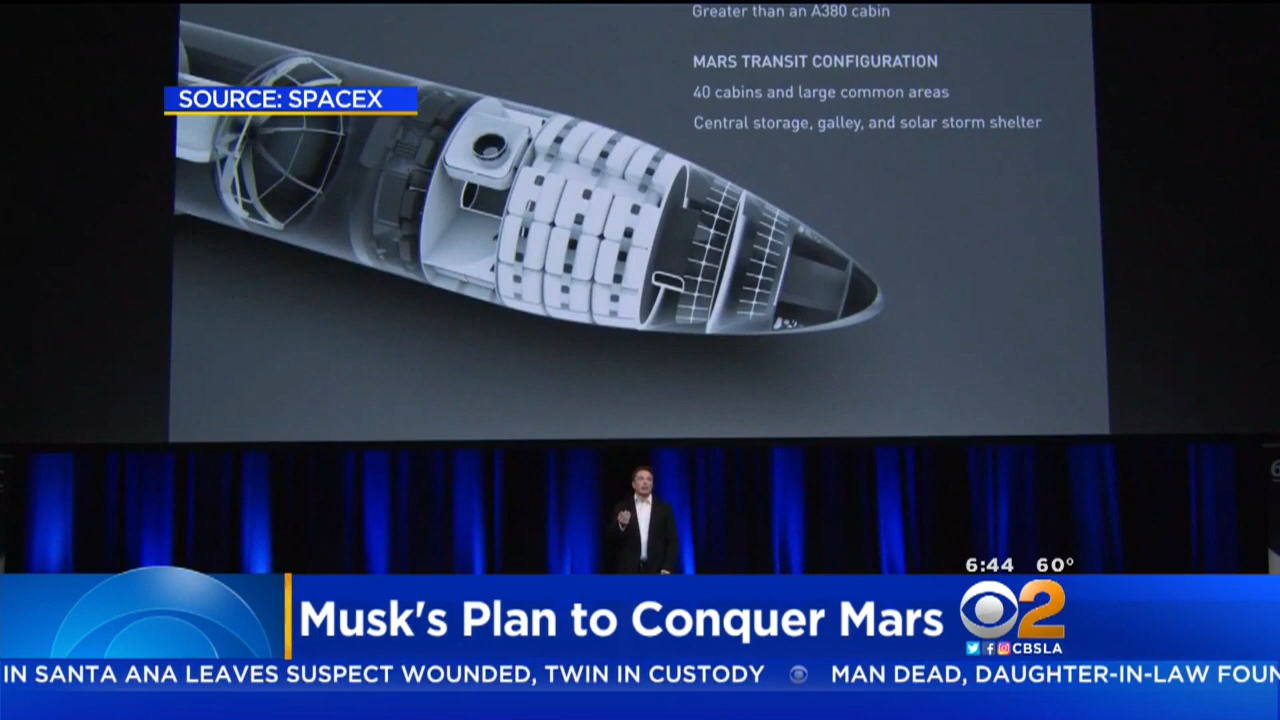 Greater than an A380 cabin
MARS TRANSIT CONFIGURATION
40 cabins and large common areas
Central storage, galley, and solar storm shelter
SOURCE: SPACEX
6:44 60°
Musk's Plan to Conquer Mars
2
CBSLA
IN SANTA ANA LEAVES SUSPECT WOUNDED, TWIN IN CUSTODY MAN DEAD, DAUGHTER-IN-LAW FOUN